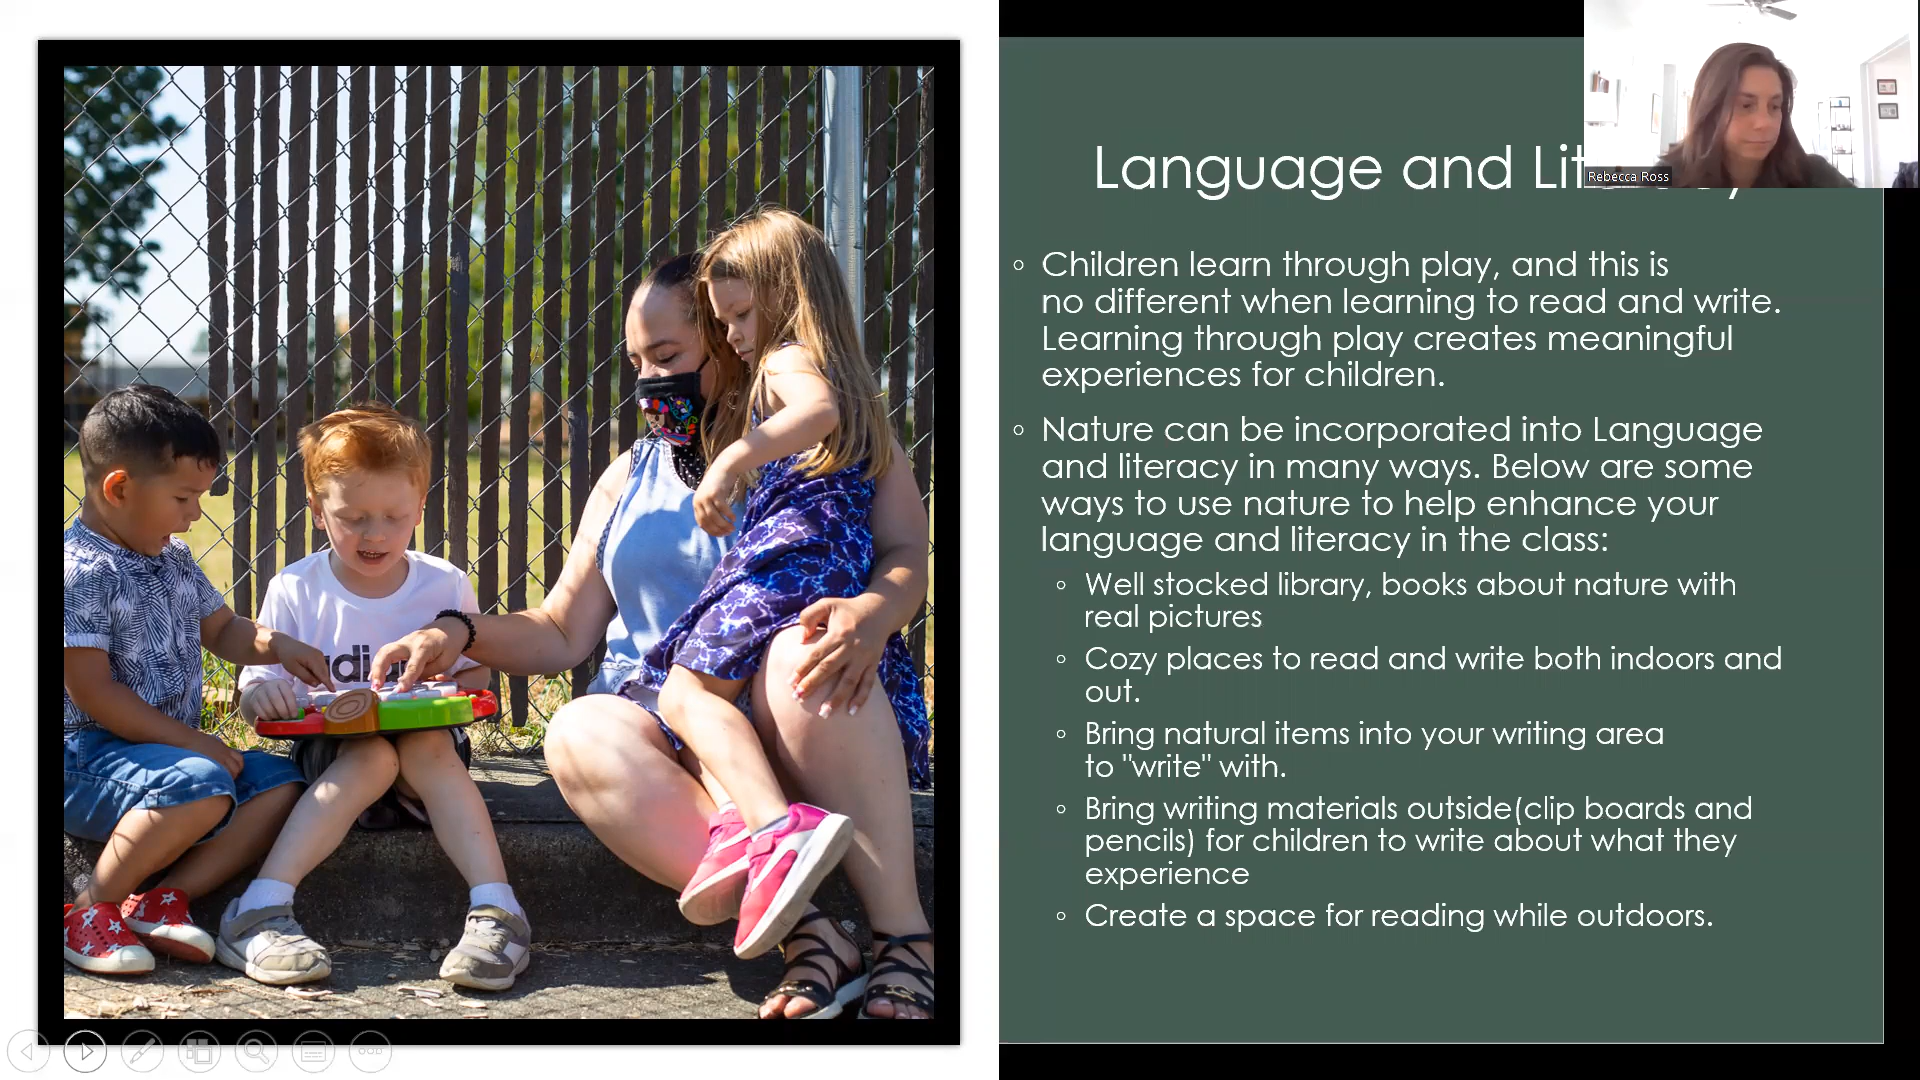 Language and Lit
Rebecca Ross
◦ Children learn through play, and this is
no different when learning to read and write.
Learning through play creates meaningful
experiences for children.
◦ Nature can be incorporated into Language
and literacy in many ways. Below are some
ways to use nature to help enhance your
language and literacy in the class:
◦ Well stocked library, books about nature with
real pictures
◦ Cozy places to read and write both indoors and
out.
◦ Bring natural items into your writing area
to "write" with.
◦ Bring writing materials outside(clip boards and
pencils) for children to write about what they
experience
◦ Create a space for reading while outdoors.